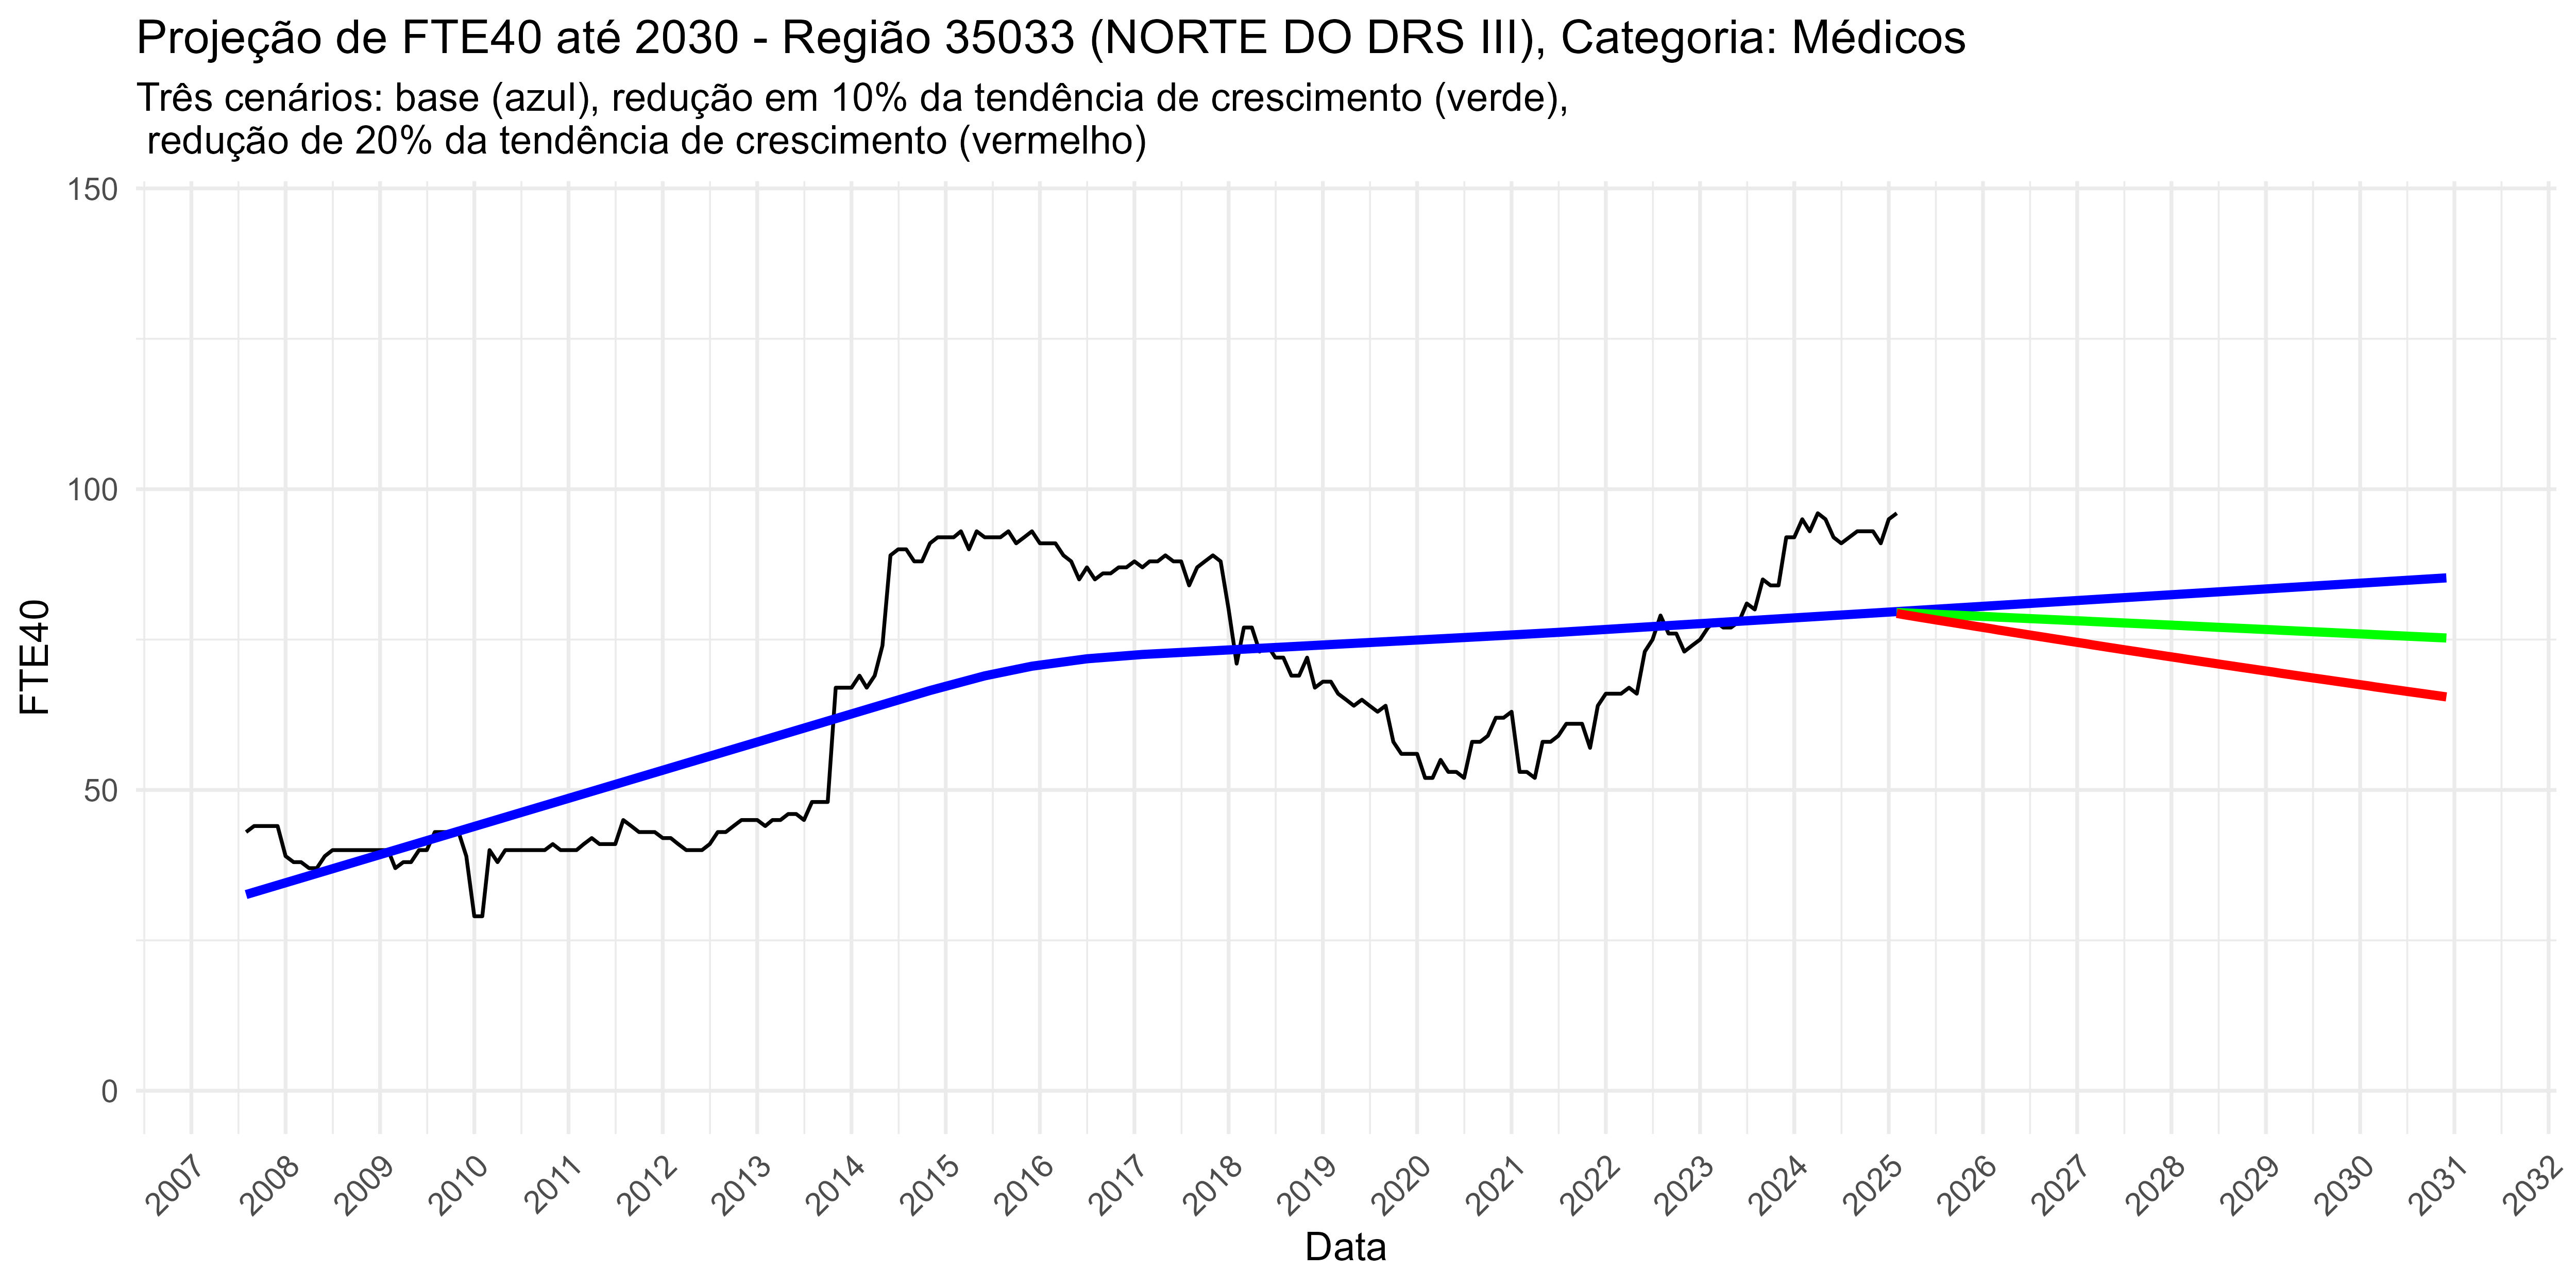 Projeção de FTE40 até 2030 - Região 35033 (NORTE DO DRS III), Categoria: Médicos
Três cenários: base (azul), redução em 10% da tendência de crescimento (verde),
redução de 20% da tendência de crescimento (vermelho)
150
100
50
0
FTE40
2007 2008 2009 2010 2011 2012 2013 2014 2015 2016 2017 2018 2019 2020 2021 2022 2023 2024 2025 2026 2027 2028 2029 2030 2031 2032
Data